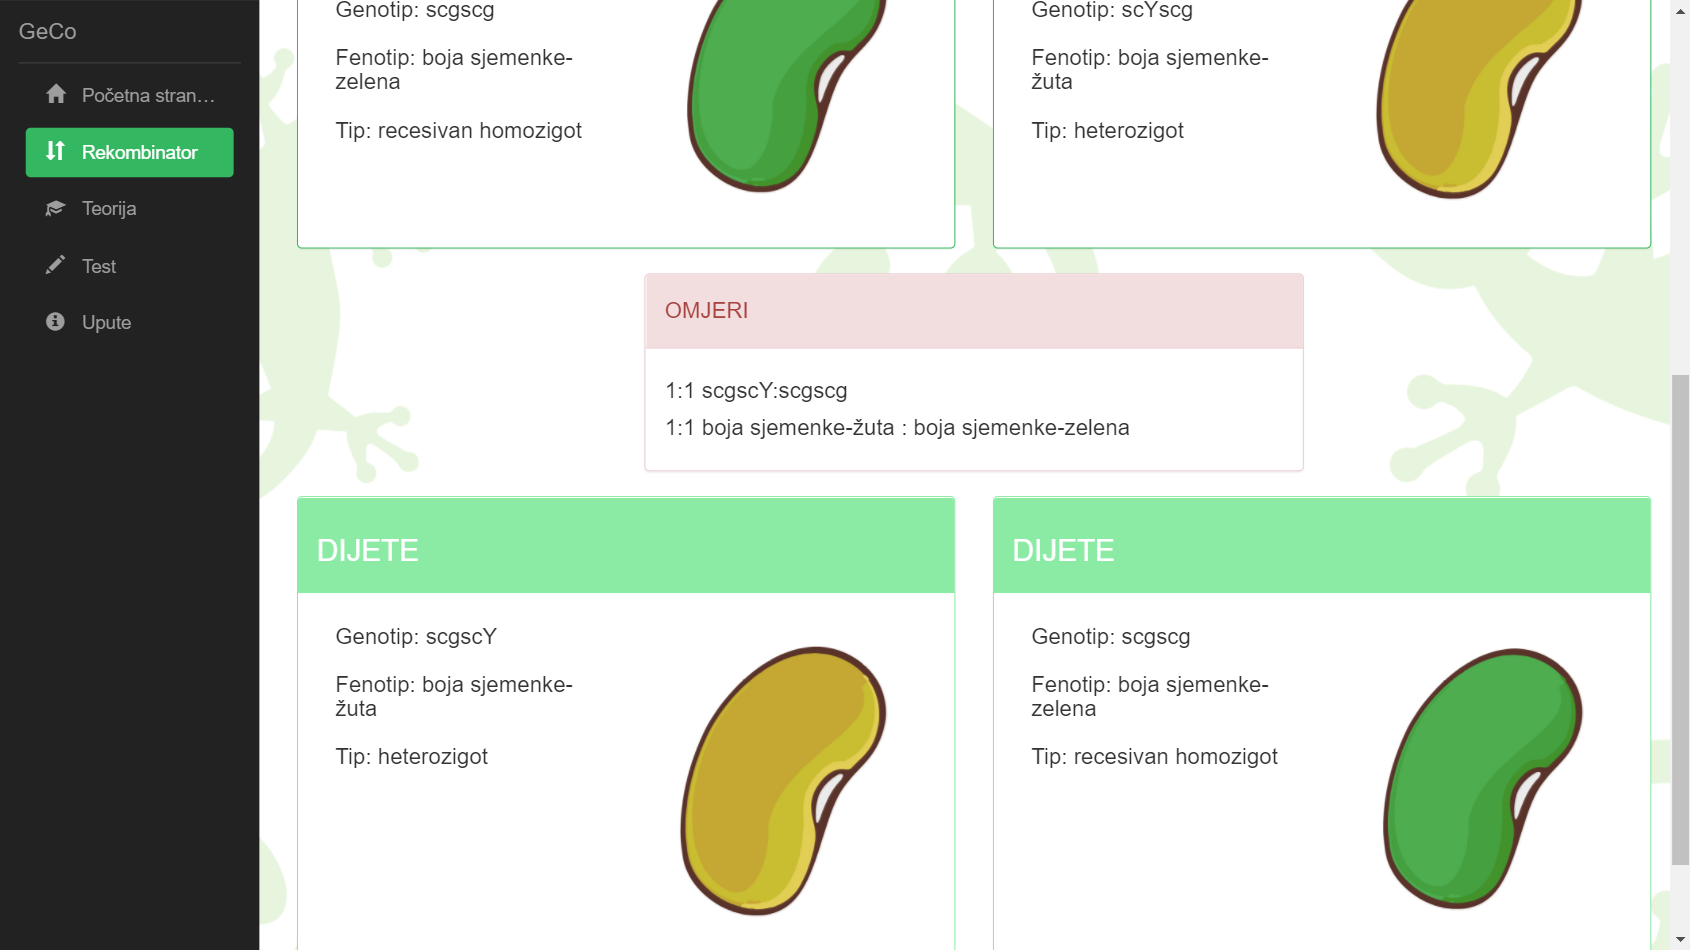 GeCo
Početna stran...
Rekombinator
Teorija
Test
Upute
Genotip: scgscg
Fenotip: boja sjemenke-
zelena
Tip: recesivan homozigot
Genotip: scYscg
Fenotip: boja sjemenke-
žuta
Tip: heterozigot
OMJERI
1:1 scgscY:scgscg
1:1 boja sjemenke-žuta : boja sjemenke-zelena
DIJETE
Genotip: scgscY
Fenotip: boja sjemenke-
žuta
Tip: heterozigot
DIJETE
Genotip: scgscg
Fenotip: boja sjemenke-
zelena
Tip: recesivan homozigot